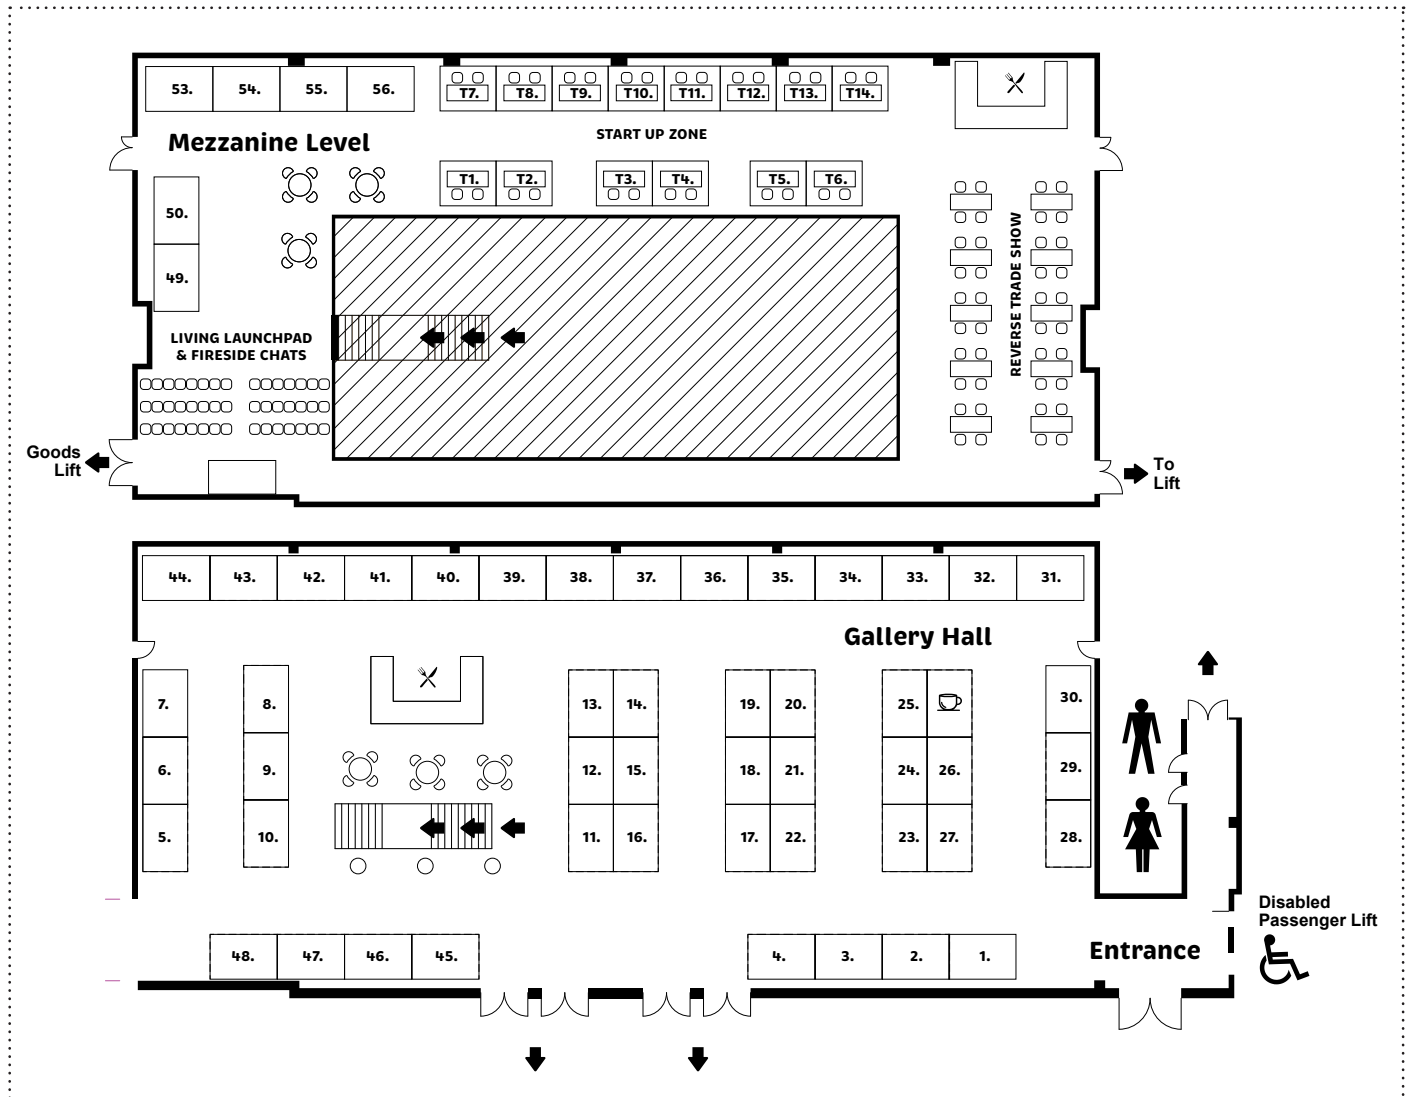 53. 54. 55. 56.
T7. T8. T9. T10. T11. T12. T13. T14.
Mezzanine Level
START UP ZONE
T1. T2. T3. T4. T5. T6.
50.
49.
LIVING LAUNCHPAD
& FIRESIDE CHATS
REVERSE TRADE SHOW
Goods
Lift
To
Lift
44. 43. 42. 41. 40. 39. 38. 37. 36. 35. 34. 33. 32. 31.
Gallery Hall
7. 8. 13. 14. 19. 20. 25. 30.
6. 9. 12. 15. 18. 21. 24. 26. 29.
5. 10. 11. 16. 17. 22. 23. 27. 28.
Disabled
Passenger Lift
48. 47. 46. 45. 4. 3. 2. 1.
Entrance